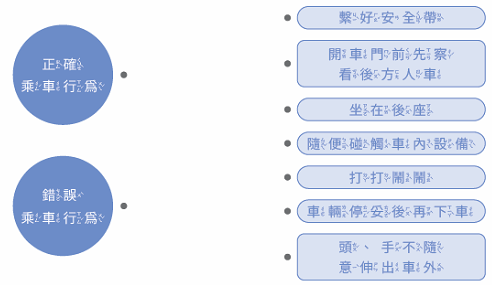 正確
乘車行為
錯誤
乘車行為
繫好安全帶
開車門前先察
看後方人車
坐在後座
隨便碰觸車內設備
打打鬧鬧
車輛停妥後再下車
頭、手不隨
意伸出車外